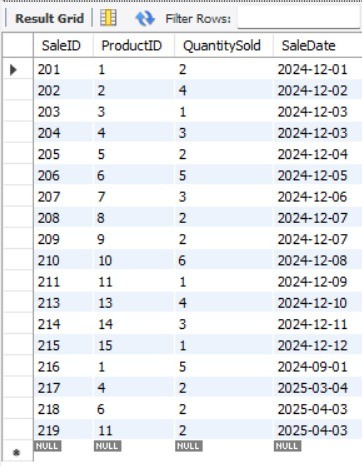 Result Grid Filter Rows:
SaleID ProductID QuantitySold SaleDate
201 1 2 2024-12-01
202 2 4 2024-12-02
203 3 1 2024-12-03
204 4 3 2024-12-03
205 5 2 2024-12-04
206 6 5 2024-12-05
207 7 3 2024-12-06
208 8 2 2024-12-07
209 9 2 2024-12-07
210 10 6 2024-12-08
211 11 1 2024-12-09
213 13 4 2024-12-10
214 14 3 2024-12-11
215 15 1 2024-12-12
216 1 5 2024-09-01
217 4 2 2025-03-04
218 6 2 2025-04-03
219 11 2 2025-04-03
NULL NULL NULL NULL